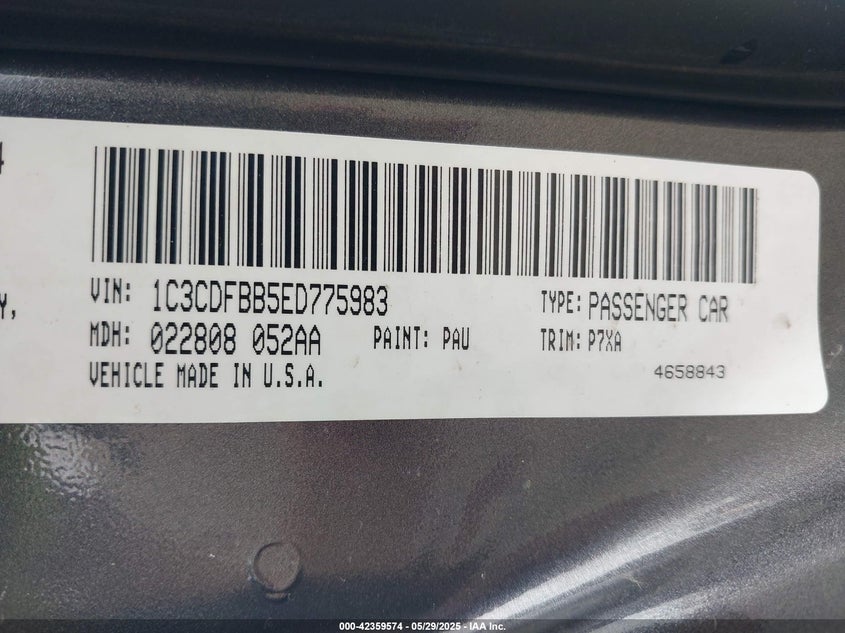 4
VIN: 1C3CDFBB5ED775983 TYPE: PASSENGER CAR
Y,
MDH: 022808 052AA PAINT: PAU TRIM: P7XA
VEHICLE MADE IN U.S.A. 4658843
000-42359574 - 05/29/2025 - IAA Inc.